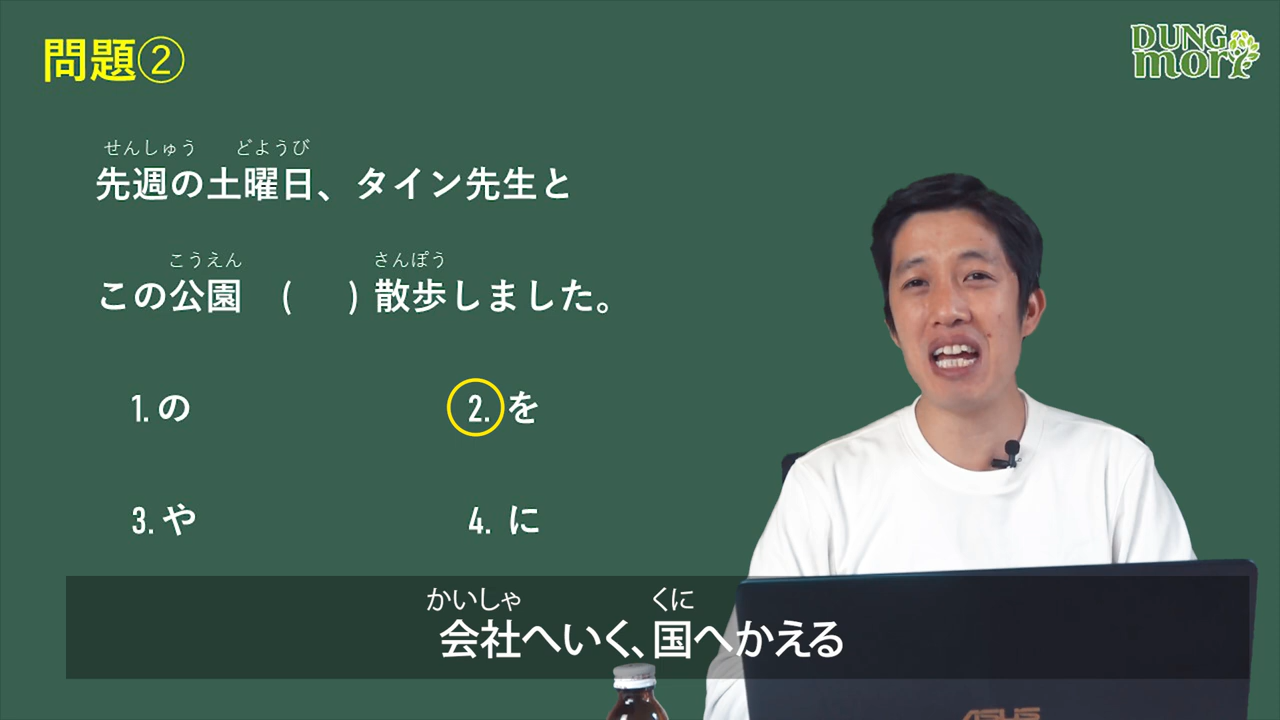 問題②
DUNG
mori
せんしゅう どようび
先週の土曜日、タイン先生と
こうえん さんぽう
この公園 ( ) 散歩しました。
1. の
2. を
3. や
4. に
かいしゃ くに
会社へいく、国へかえる
ASUS